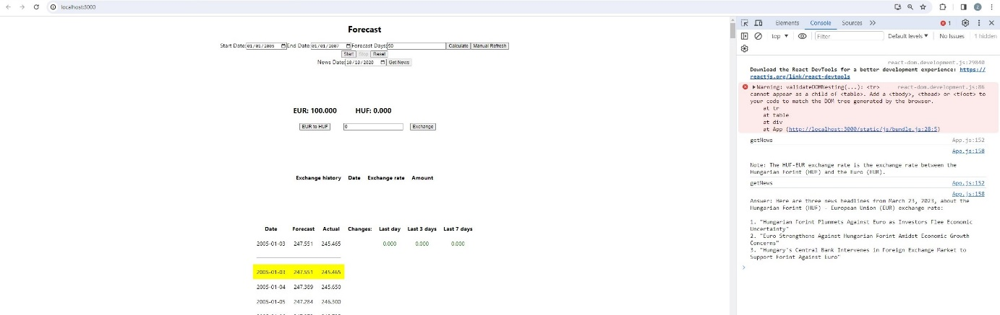 localhost:3000
Forecast
Start Date: 01/01/2005 End Date: 01/01/2007 Forecast Days: 90 Calculate Manual Refresh
Start Stop Reset
News Date: 10/10/2020 Get News
EUR: 100.000 HUF: 0.000
EUR to HUF 0 Exchange
Exchange history Date Exchange rate Amount
Date Forecast Actual Changes: Last day Last 3 days Last 7 days
2005-01-03 247.551 245.465 0.000 0.000 0.000
2005-01-03 247.551 245.465
2005-01-04 247.389 245.650
2005-01-05 247.284 246.300
Elements Console Sources 1
top Filter Default levels No Issues 1 hidden
react-dom.development.js:29840
Download the React DevTools for a better development experience: https://
reactjs.org/link/react-devtools
Warning: validateDOMNesting(...): <tr> react-dom.development.js:86
cannot appear as a child of <table>. Add a <tbody>, <thead> or <tfoot> to
your code to match the DOM tree generated by the browser.
at tr
at table
at div
at App (http://localhost:3000/static/js/bundle.js:28:5)
getNews App.js:152
App.js:158
Note: The HUF-EUR exchange rate is the exchange rate between the
Hungarian Forint (HUF) and the Euro (EUR).
getNews App.js:152
App.js:158
Answer: Here are three news headlines from March 23, 2023, about the
Hungarian Forint (HUF) - European Union (EUR) exchange rate:
1. "Hungarian Forint Plummets Against Euro as Investors Flee Economic
Uncertainty"
2. "Euro Strengthens Against Hungarian Forint Amidst Economic Growth
Concerns"
3. "Hungary's Central Bank Intervenes in Foreign Exchange Market to
Support Forint Against Euro"